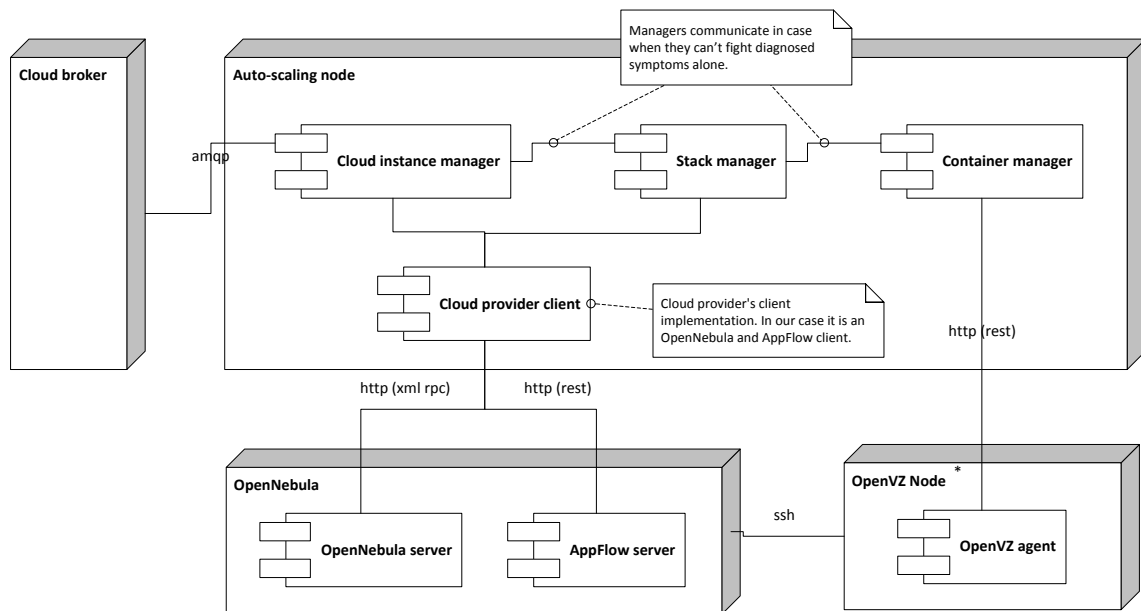 Managers communicate in case
when they can't fight diagnosed
symptoms alone.
Cloud broker
Auto-scaling node
amqp
Cloud instance manager
Stack manager
Container manager
Cloud provider client
Cloud provider's client
implementation. In our case it is an
OpenNebula and AppFlow client.
http (rest)
http (xml rpc)
http (rest)
OpenNebula
OpenVZ Node
*
ssh
OpenNebula server
AppFlow server
OpenVZ agent